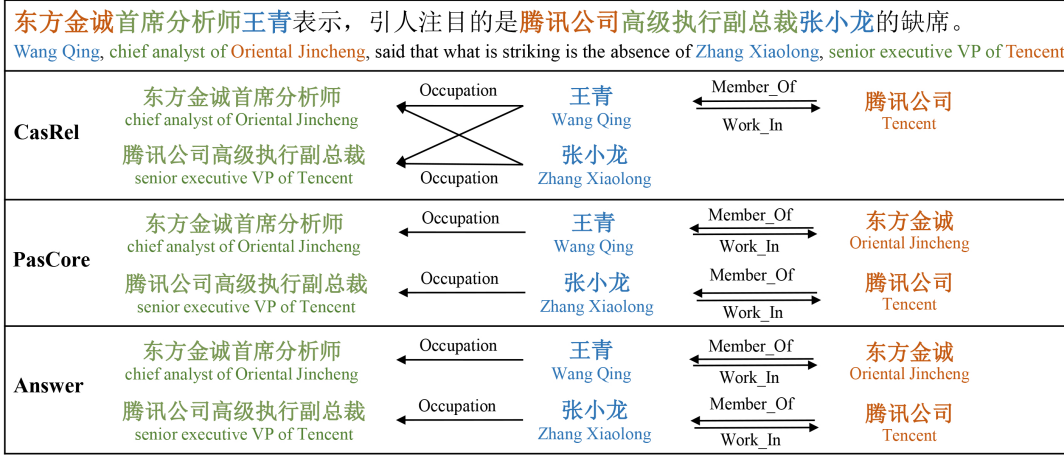 东方金诚首席分析师王青表示，引人注目的是腾讯公司高级执行副总裁张小龙的缺席。
Wang Qing, chief analyst of Oriental Jincheng, said that what is striking is the absence of Zhang Xiaolong, senior executive VP of Tencent
CasRel
东方金诚首席分析师 Occupation 王青 Member_Of 腾讯公司
chief analyst of Oriental Jincheng Wang Qing Work_In Tencent
腾讯公司高级执行副总裁 张小龙
senior executive VP of Tencent Occupation Zhang Xiaolong
PasCore
东方金诚首席分析师 Occupation 王青 Member_Of 东方金诚
chief analyst of Oriental Jincheng Wang Qing Work_In Oriental Jincheng
腾讯公司高级执行副总裁 Occupation 张小龙 Member_Of 腾讯公司
senior executive VP of Tencent Zhang Xiaolong Work_In Tencent
Answer
东方金诚首席分析师 Occupation 王青 Member_Of 东方金诚
chief analyst of Oriental Jincheng Wang Qing Work_In Oriental Jincheng
腾讯公司高级执行副总裁 Occupation 张小龙 Member_Of 腾讯公司
senior executive VP of Tencent Zhang Xiaolong Work_In Tencent